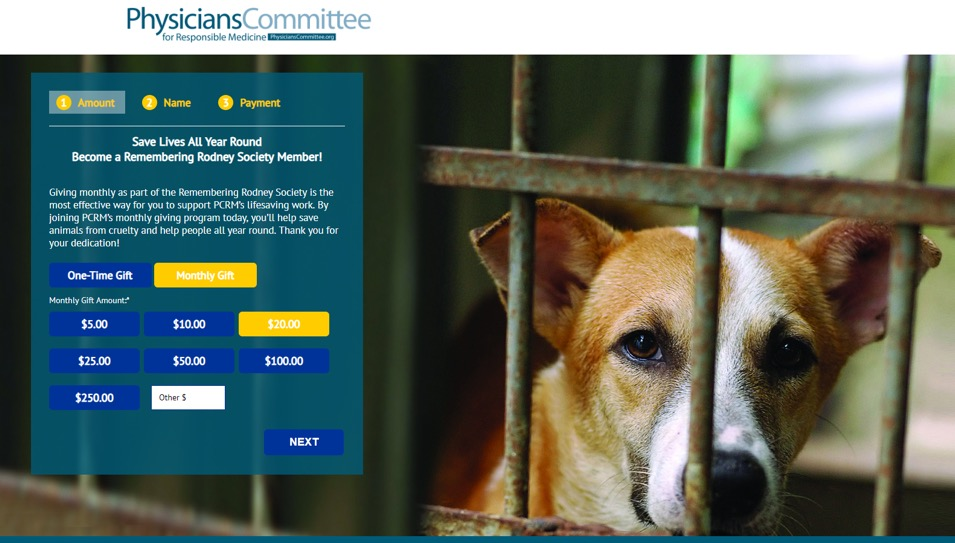 PhysiciansCommittee
for Responsible Medicine PhysiciansCommittee.org
1 Amount 2 Name 3 Payment
Save Lives All Year Round
Become a Remembering Rodney Society Member!
Giving monthly as part of the Remembering Rodney Society is the
most effective way for you to support PCRM's lifesaving work. By
joining PCRM's monthly giving program today, you'll help save
animals from cruelty and help people all year round. Thank you for
your dedication!
One-Time Gift Monthly Gift
Monthly Gift Amount:*
$5.00 $10.00 $20.00
$25.00 $50.00 $100.00
$250.00 Other $
NEXT